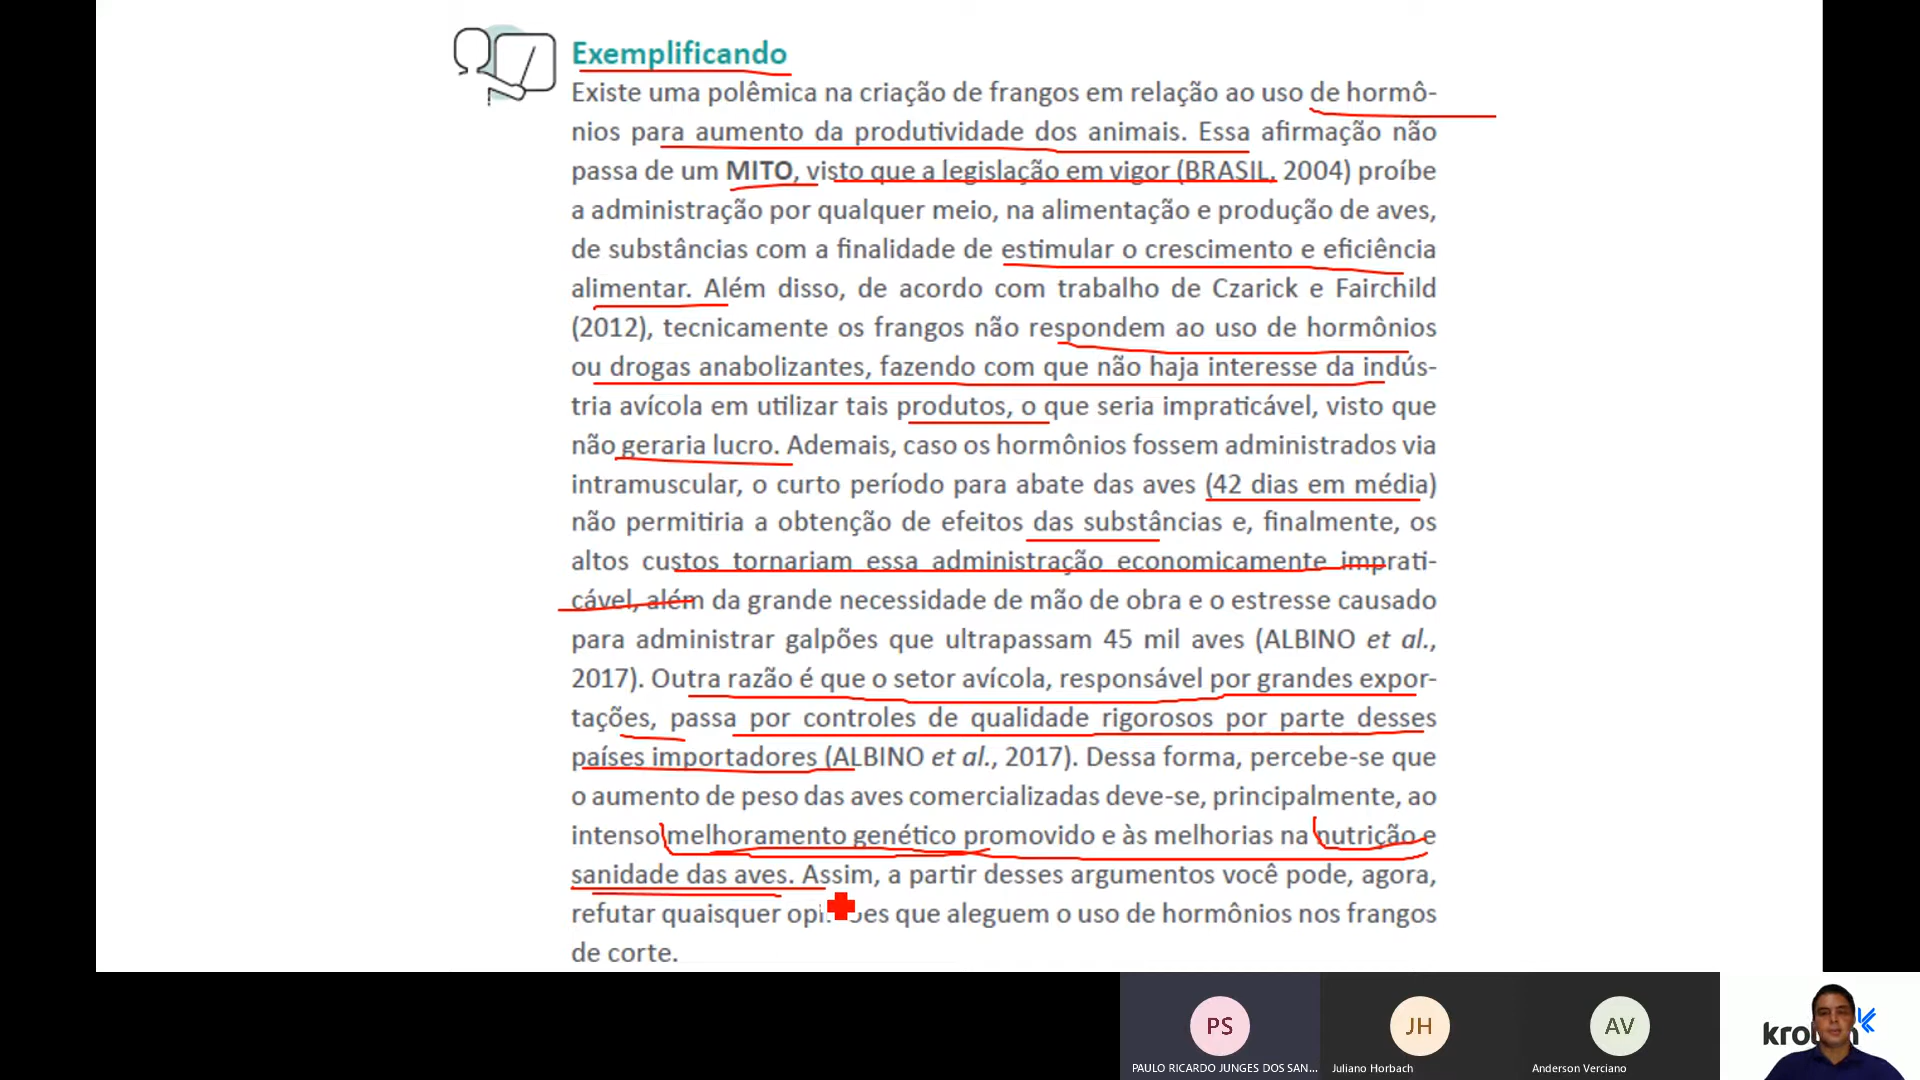 Exemplificando
Existe uma polêmica na criação de frangos em relação ao uso de hormô-
nios para aumento da produtividade dos animais. Essa afirmação não
passa de um MITO, visto que a legislação em vigor (BRASIL, 2004) proíbe
a administração por qualquer meio, na alimentação e produção de aves,
de substâncias com a finalidade de estimular o crescimento e eficiência
alimentar. Além disso, de acordo com trabalho de Czarick e Fairchild
(2012), tecnicamente os frangos não respondem ao uso de hormônios
ou drogas anabolizantes, fazendo com que não haja interesse da indús-
tria avícola em utilizar tais produtos, o que seria impraticável, visto que
não geraria lucro. Ademais, caso os hormônios fossem administrados via
intramuscular, o curto período para abate das aves (42 dias em média)
não permitiria a obtenção de efeitos das substâncias e, finalmente, os
altos custos tornariam essa administração economicamente imprati-
cável, além da grande necessidade de mão de obra e o estresse causado
para administrar galpões que ultrapassam 45 mil aves (ALBINO et al.,
2017). Outra razão é que o setor avícola, responsável por grandes expor-
tações, passa por controles de qualidade rigorosos por parte desses
países importadores (ALBINO et al., 2017). Dessa forma, percebe-se que
o aumento de peso das aves comercializadas deve-se, principalmente, ao
intenso melhoramento genético promovido e às melhorias na nutrição e
sanidade das aves. Assim, a partir desses argumentos você pode, agora,
refutar quaisquer que aleguem o uso de hormônios nos frangos
de corte.
PS
JH
AV
PAULO RICARDO JUNGES DOS SAN...
Juliano Horbach
Anderson Verciano